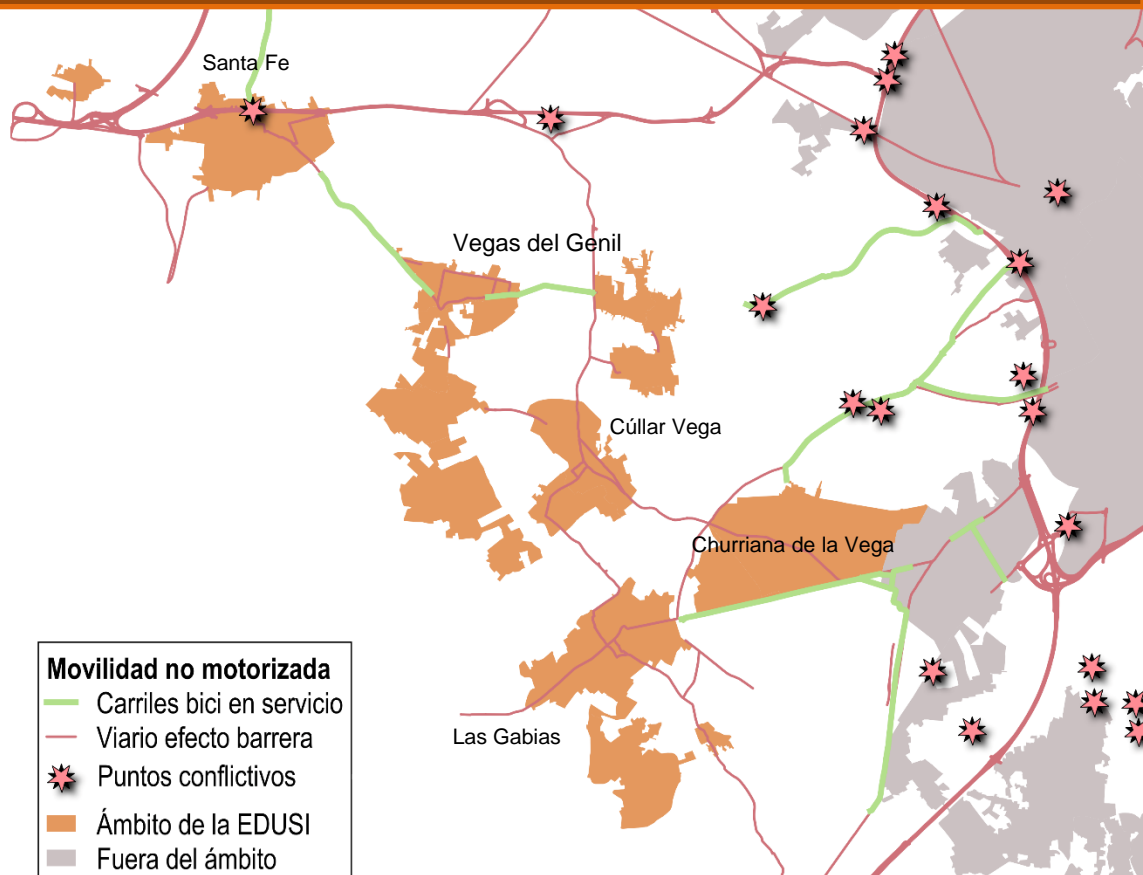 Santa Fe
Vegas del Genil
Cúllar Vega
Churriana de la Vega
Las Gabias
Movilidad no motorizada
Carriles bici en servicio
Viario efecto barrera
Puntos conflictivos
Ámbito de la EDUSI
Fuera del ámbito